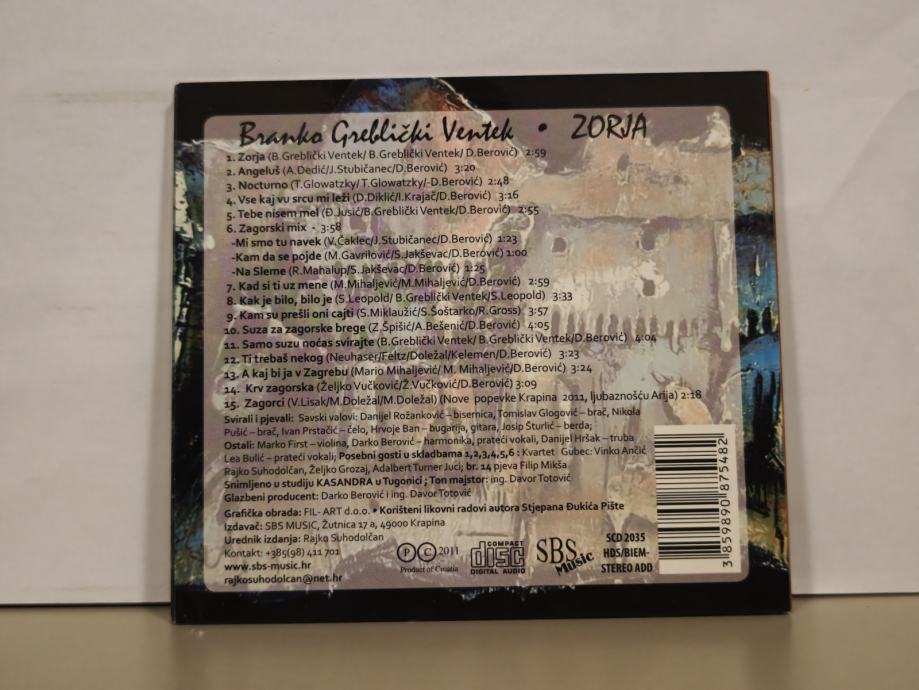 Branko Greblički Ventek • ZORJA
1. Zorja (B.Greblički Ventek/ B.Greblički Ventek/ D.Berović) 2:59
2. Angeluš (A.Dedić/J.Stubičanec/D.Berović) 3:20
3. Nocturno (T.Glowatzky/ T.Glowatzky/-D.Berović) 2:48
4. Vse kaj vu srcu mi leži (D.Diklić/I.Krajač/D.Berović) 3:16
5. Tebe nisem mel (Đ.Jusić/B.Greblički Ventek/D.Berović) 2:55
6. Zagorski mix - 3:58
-Mi smo tu navek (V.Čaklec/J.Stubičanec/D.Berović) 1:23
-Kam da se pojde (M.Gavrilović/S.Jakševac/D.Berović) 1:00
-Na Sleme (R.Mahalup/S.Jakševac/D.Berović) 1:25
7. Kad si ti uz mene (M.Mihaljević/M.Mihaljević/D.Berović) 2:59
8. Kak je bilo, bilo je (S.Leopold/ B.Greblički Ventek/S.Leopold) 3:33
9. Kam su prešli oni cajti (S.Miklaužić/S.Šoštarko/R.Gross) 3:57
10. Suza za zagorske brege (Z.Špišić/A.Bešenić/D.Berović) 4:05
11. Samo suzu noćas svirajte (B.Greblički Ventek/B.Greblički Ventek/D.Berović) 4:04
12. Ti trebaš nekog (Neuhaser/Feltz/Doležal/Kelemen/D.Berović) 3:23
13. A kaj bi ja v Zagrebu (Mario Mihaljević/ M. Mihaljević/D.Berović) 3:24
14. Krv zagorska (Željko Vučković/Ž.Vučković/D.Berović) 3:09
15. Zagorci (V.Lisak/M.Doležal/M.Doležal) (Nove popevke Krapina 2011, ljubaznošću Arija) 2:18
Svirali i pjevali: Savski valovi: Danijel Rožanković – bisernica, Tomislav Glogović – brač, Nikola
Pušić – brač, Ivan Prstačić – čelo, Hrvoje Ban – bugarija, gitara, Josip Šturlić – berda;
Ostali: Marko First – violina, Darko Berović – harmonika, prateći vokali, Danijel Hršak – truba
Lea Bulić – prateći vokali; Posebni gosti u skladbama 1,2,3,4,5,6 : Kvartet Gubec: Vinko Ančić
Rajko Suhodolčan, Željko Grozaj, Adalbert Turner Juci; br. 14 pjeva Filip Mikša
Snimljeno u studiju KASANDRA u Tugonici ; Ton majstor: ing. Davor Totović
Glazbeni producent: Darko Berović i ing. Davor Totović
Grafička obrada: FIL- ART d.o.o. • Korišteni likovni radovi autora Stjepana Đukića Pište
Izdavač: SBS MUSIC, Žutnica 17 a, 49000 Krapina
Urednik izdanja: Rajko Suhodolčan
Kontakt: +385(98) 411 701
www.sbs-music.hr
rajkosuhodolcan@net.hr
Ⓟ Ⓒ 2011
Product of Croatia
COMPACT
disc
DIGITAL AUDIO
SBS
Music
SCD 2035
HDS/BIEM-
STEREO ADD
3 859890 875482